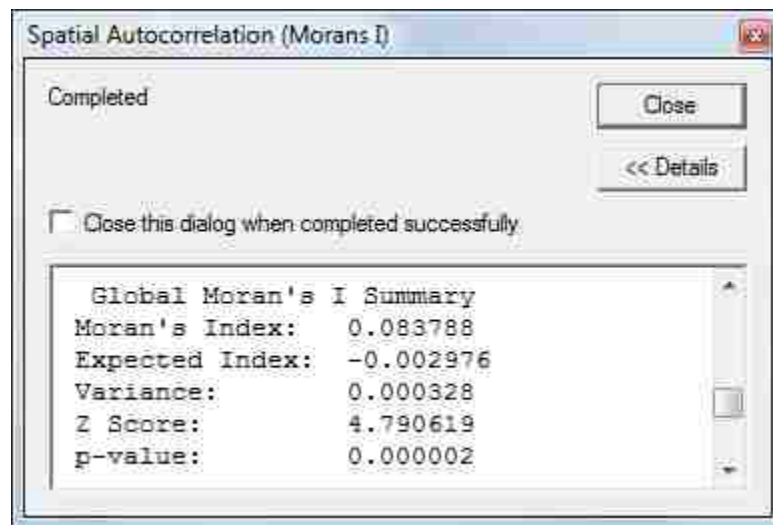 Spatial Autocorrelation (Morans I)
Completed
Close
<< Details
Close this dialog when completed successfully
Global Moran's I Summary
Moran's Index: 0.083788
Expected Index: -0.002976
Variance: 0.000328
Z Score: 4.790619
p-value: 0.000002